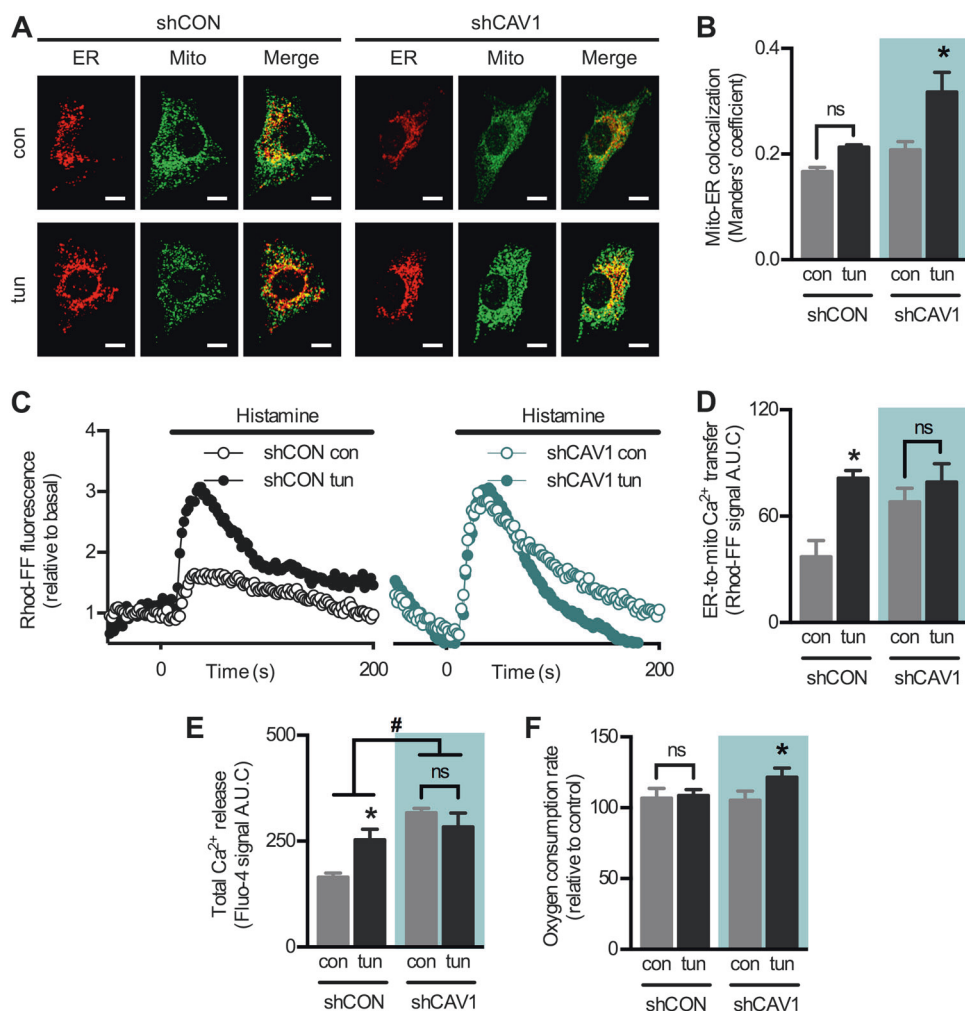 A
shCON
shCAV1
ER Mito Merge
ER Mito Merge
con
tun
B
Mito-ER colocalization
(Manders' coefficient)
0.4
0.2
0.0
ns
*
con tun con tun
shCON shCAV1
C
Histamine
Histamine
shCON con
shCON tun
shCAV1 con
shCAV1 tun
Rhod-FF fluorescence
(relative to basal)
4
3
2
1
0 200
Time (s)
0 200
Time (s)
D
ER-to-mito Ca2+ transfer
(Rhod-FF signal A.U.C)
120
60
0
*
ns
con tun con tun
shCON shCAV1
E
Total Ca2+ release
(Fluo-4 signal A.U.C)
500
250
0
#
*
ns
con tun con tun
shCON shCAV1
F
Oxygen consumption rate
(relative to control)
150
100
50
0
ns
*
con tun con tun
shCON shCAV1